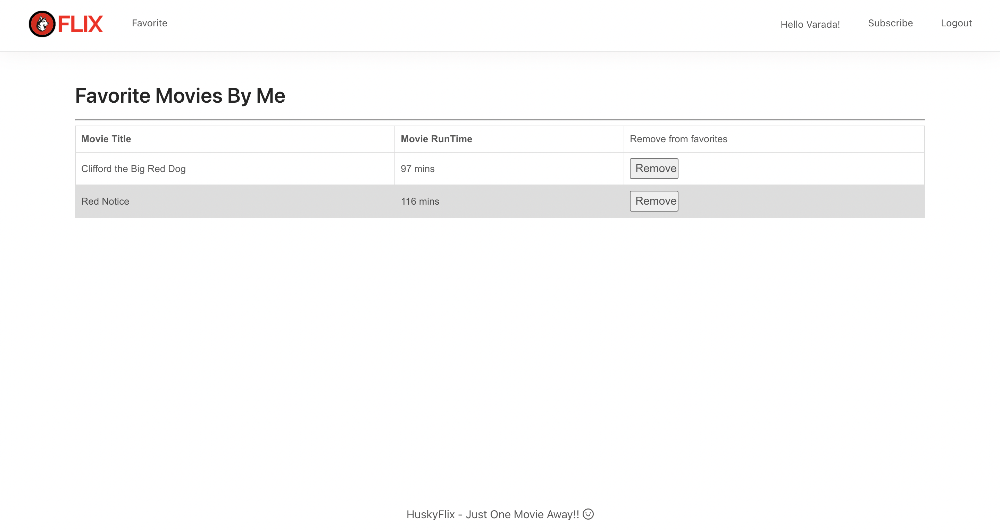 FLIX Favorite Hello Varada! Subscribe Logout
Favorite Movies By Me
Movie Title Movie RunTime Remove from favorites
Clifford the Big Red Dog 97 mins Remove
Red Notice 116 mins Remove
HuskyFlix - Just One Movie Away!!